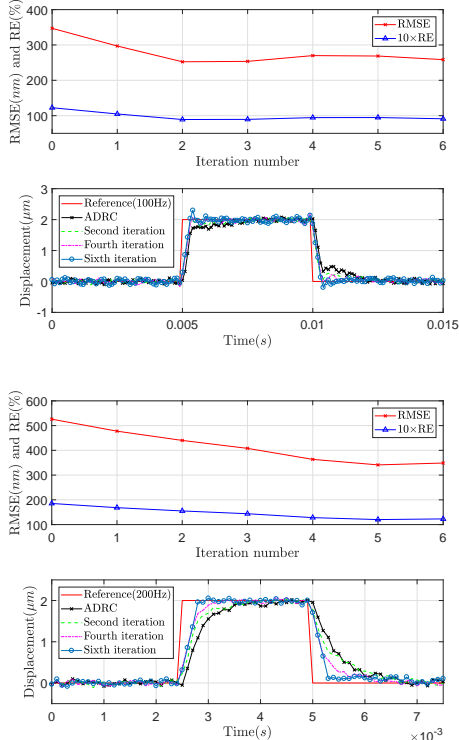 400
300
200
100
RMSE(nm) and RE(%)
RMSE
10×RE
0 1 2 3 4 5 6
Iteration number
3
2
1
0
-1
Displacement(μm)
Reference(100Hz)
ADRC
Second iteration
Fourth iteration
Sixth iteration
0 0.005 0.01 0.015
Time(s)
600
500
400
300
200
100
RMSE(nm) and RE(%)
RMSE
10×RE
0 1 2 3 4 5 6
Iteration number
2
1
0
Displacement(μm)
Reference(200Hz)
ADRC
Second iteration
Fourth iteration
Sixth iteration
0 1 2 3 4 5 6 7
Time(s)
×10⁻³